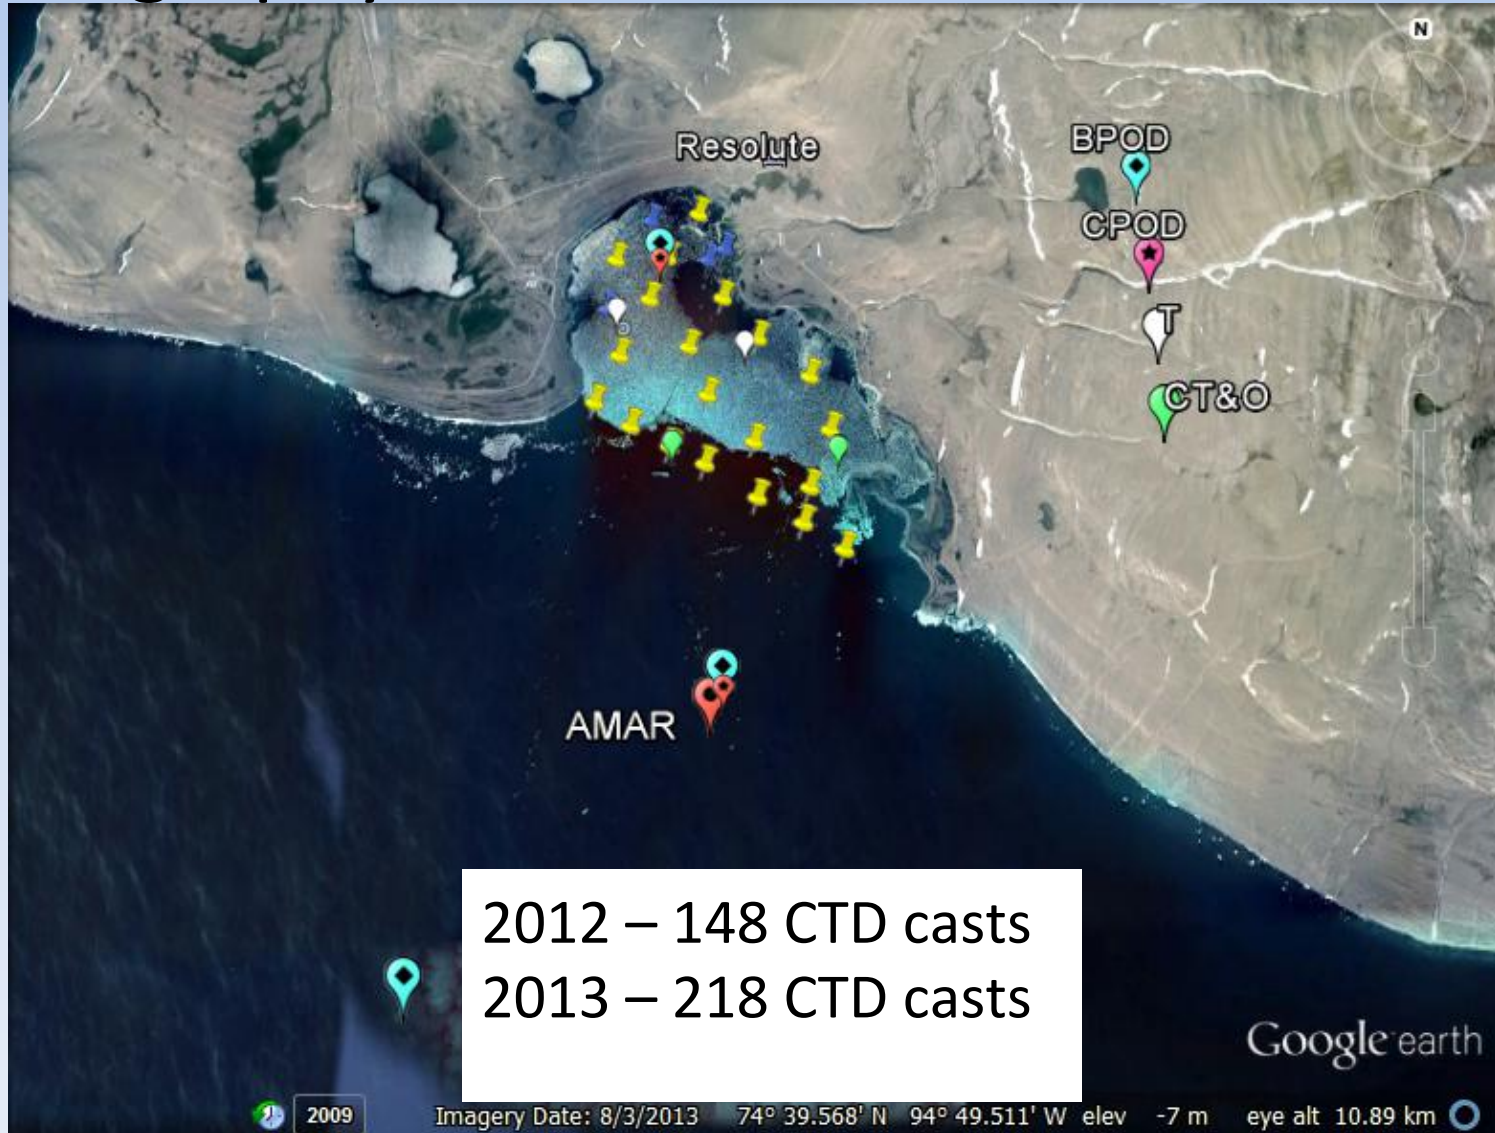 Resolute
BPOD
CPOD
T
CT&O
AMAR
2012 – 148 CTD casts
2013 – 218 CTD casts
Google earth
N
2009
Imagery Date: 8/3/2013 74° 39.568' N 94° 49.511' W elev -7 m eye alt 10.89 km